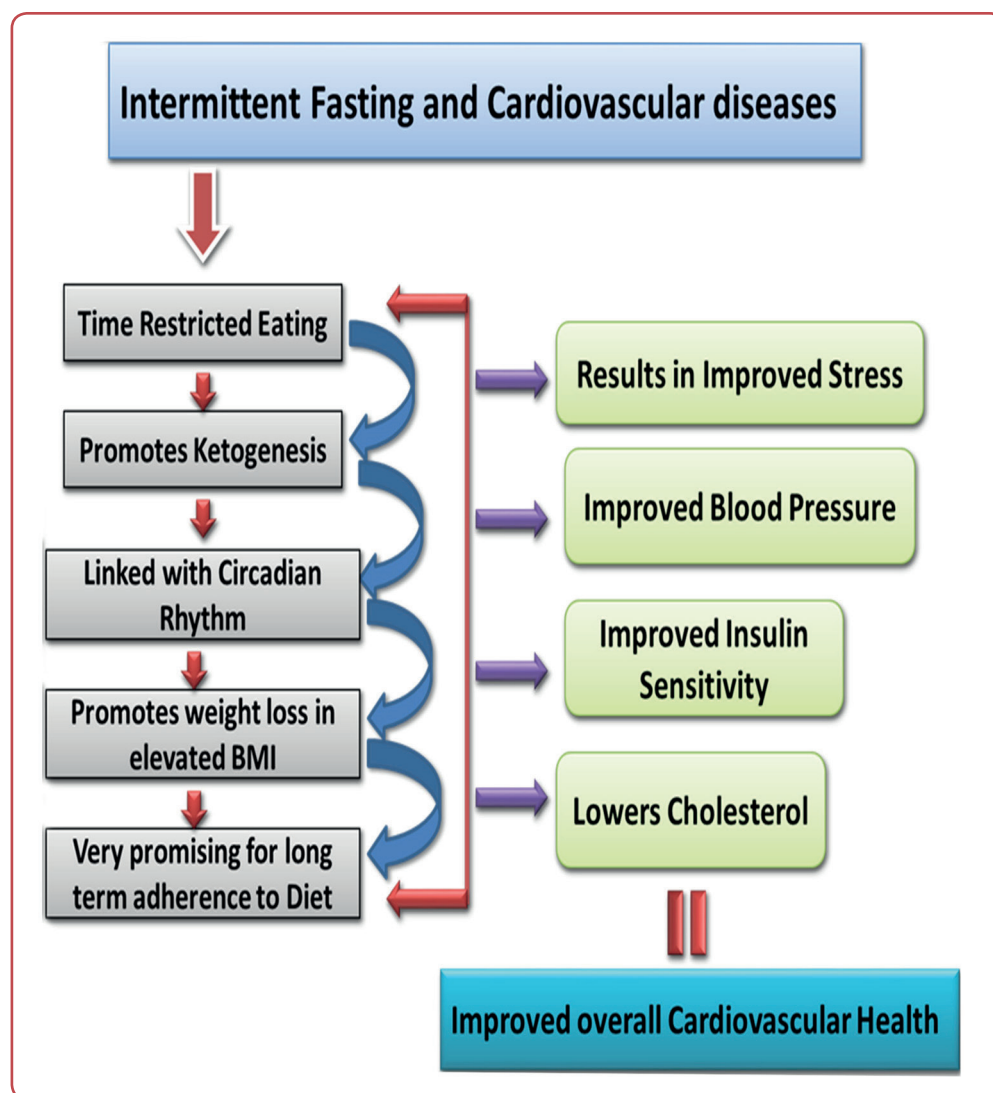 Intermittent Fasting and Cardiovascular diseases
Time Restricted Eating
Promotes Ketogenesis
Linked with Circadian
Rhythm
Promotes weight loss in
elevated BMI
Very promising for long
term adherence to Diet
Results in Improved Stress
Improved Blood Pressure
Improved Insulin
Sensitivity
Lowers Cholesterol
Improved overall Cardiovascular Health